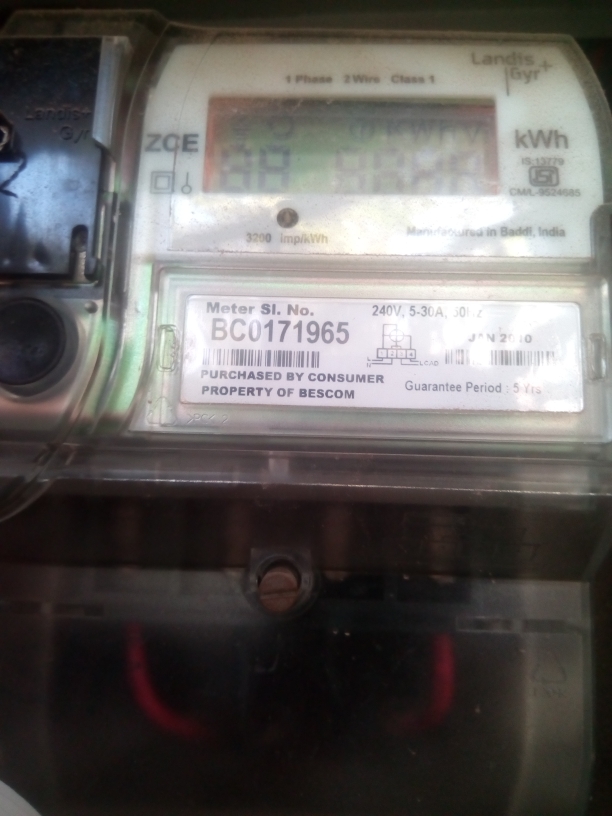 Landis
Gyr+
1 Phase 2 Wire Class 1
ZCE
kWh
IS:13779
CM/L-9524585
3200 imp/kWh
Manufactured in Baddi, India
Meter Sl. No.
240V, 5-30A, 50Hz
BC0171965
JAN 2010
LOAD
PURCHASED BY CONSUMER
Guarantee Period : 5 Yrs
PROPERTY OF BESCOM